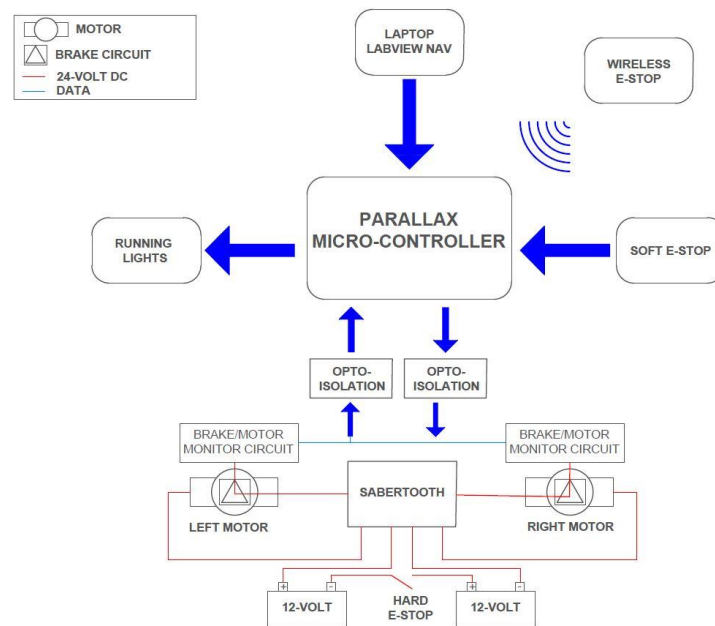 MOTOR
BRAKE CIRCUIT
24-VOLT DC
DATA
LAPTOP
LABVIEW NAV
WIRELESS
E-STOP
PARALLAX
MICRO-CONTROLLER
RUNNING
LIGHTS
SOFT E-STOP
OPTO-
ISOLATION
OPTO-
ISOLATION
BRAKE/MOTOR
MONITOR CIRCUIT
BRAKE/MOTOR
MONITOR CIRCUIT
SABERTOOTH
LEFT MOTOR
RIGHT MOTOR
+
-
+
-
12-VOLT
HARD
E-STOP
12-VOLT